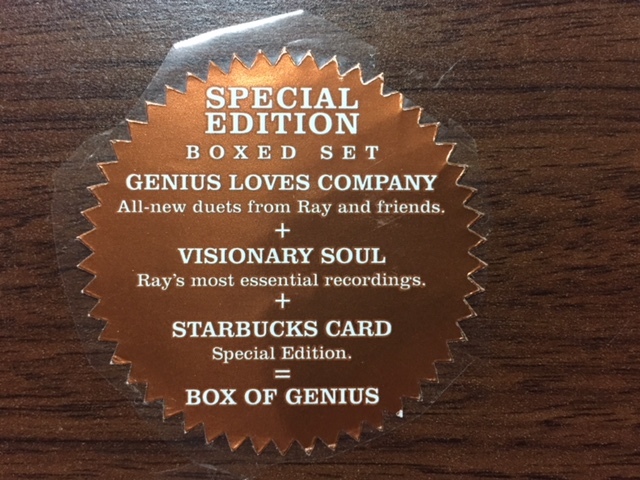 SPECIAL
EDITION
BOXED SET
GENIUS LOVES COMPANY
All-new duets from Ray and friends.
+
VISIONARY SOUL
Ray's most essential recordings.
+
STARBUCKS CARD
Special Edition.
=
BOX OF GENIUS